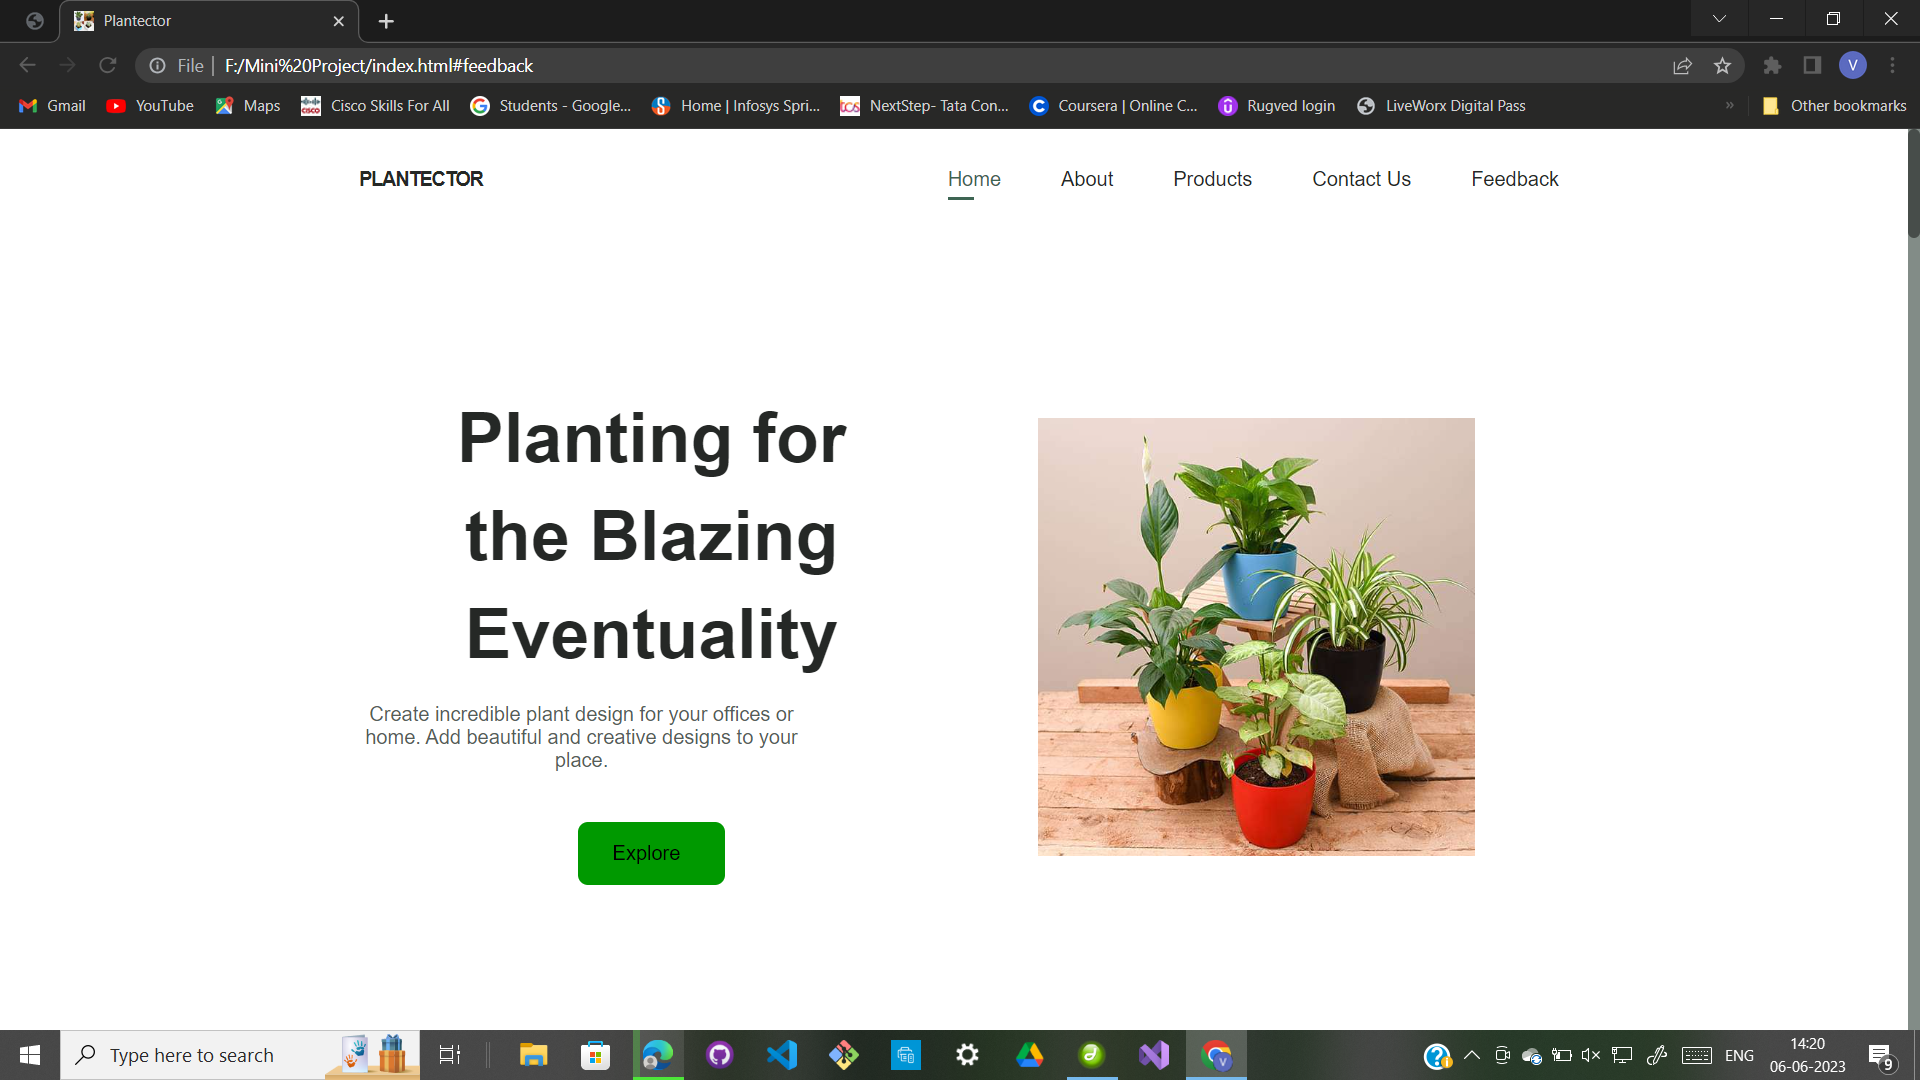 Plantector
File
F:/Mini%20Project/index.html#feedback
V
Gmail
YouTube
Maps
Cisco Skills For All
Students - Google...
Home | Infosys Spri...
NextStep- Tata Con...
Coursera | Online C...
Rugved login
LiveWorx Digital Pass
»
Other bookmarks
PLANTECTOR
Home
About
Products
Contact Us
Feedback
Planting for
the Blazing
Eventuality
Create incredible plant design for your offices or
home. Add beautiful and creative designs to your
place.
Explore
Type here to search
ENG
14:20
06-06-2023
9